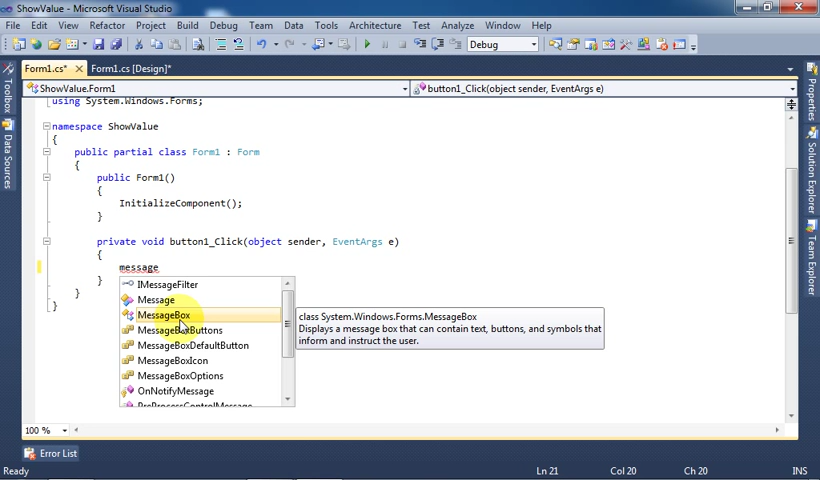 ShowValue - Microsoft Visual Studio
File Edit View Refactor Project Build Debug Team Data Tools Architecture Test Analyze Window Help
Debug
Form1.cs* Form1.cs [Design]*
ShowValue.Form1 button1_Click(object sender, EventArgs e)
Toolbox
Data Sources
using System.Windows.Forms;
namespace ShowValue
{
public partial class Form1 : Form
{
public Form1()
{
InitializeComponent();
}
private void button1_Click(object sender, EventArgs e)
{
message
}
}
}
IMessageFilter
Message
MessageBox
MessageBoxButtons
MessageBoxDefaultButton
MessageBoxIcon
MessageBoxOptions
OnNotifyMessage
PreProcessControlMessage
class System.Windows.Forms.MessageBox
Displays a message box that can contain text, buttons, and symbols that
inform and instruct the user.
Properties
Solution Explorer
Team Explorer
100 %
Error List
Ready Ln 21 Col 20 Ch 20 INS